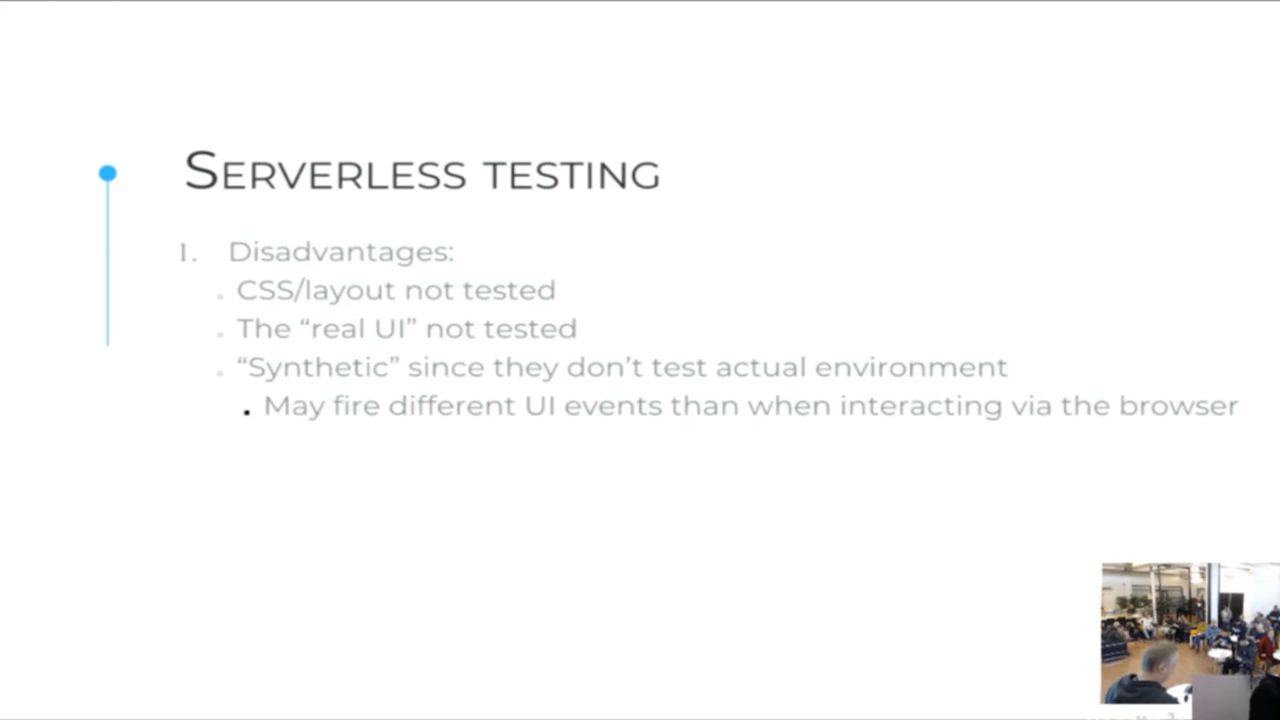 Serverless testing
1. Disadvantages:
CSS/layout not tested
The “real UI” not tested
“Synthetic” since they don’t test actual environment
May fire different UI events than when interacting via the browser